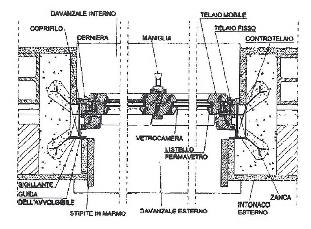 DAVANZALE INTERNO
COPRIFILO
CERNIERA
MANIGLIA
TELAIO MOBILE
TELAIO FISSO
CONTROTELAIO
VETROCAMERA
LISTELLO
FERMAVETRO
SIGILLANTE
GUIDA
DELL'AVVOLGIBILE
STIPITE IN MARMO
DAVANZALE ESTERNO
INTONACO
ESTERNO
ZANCA